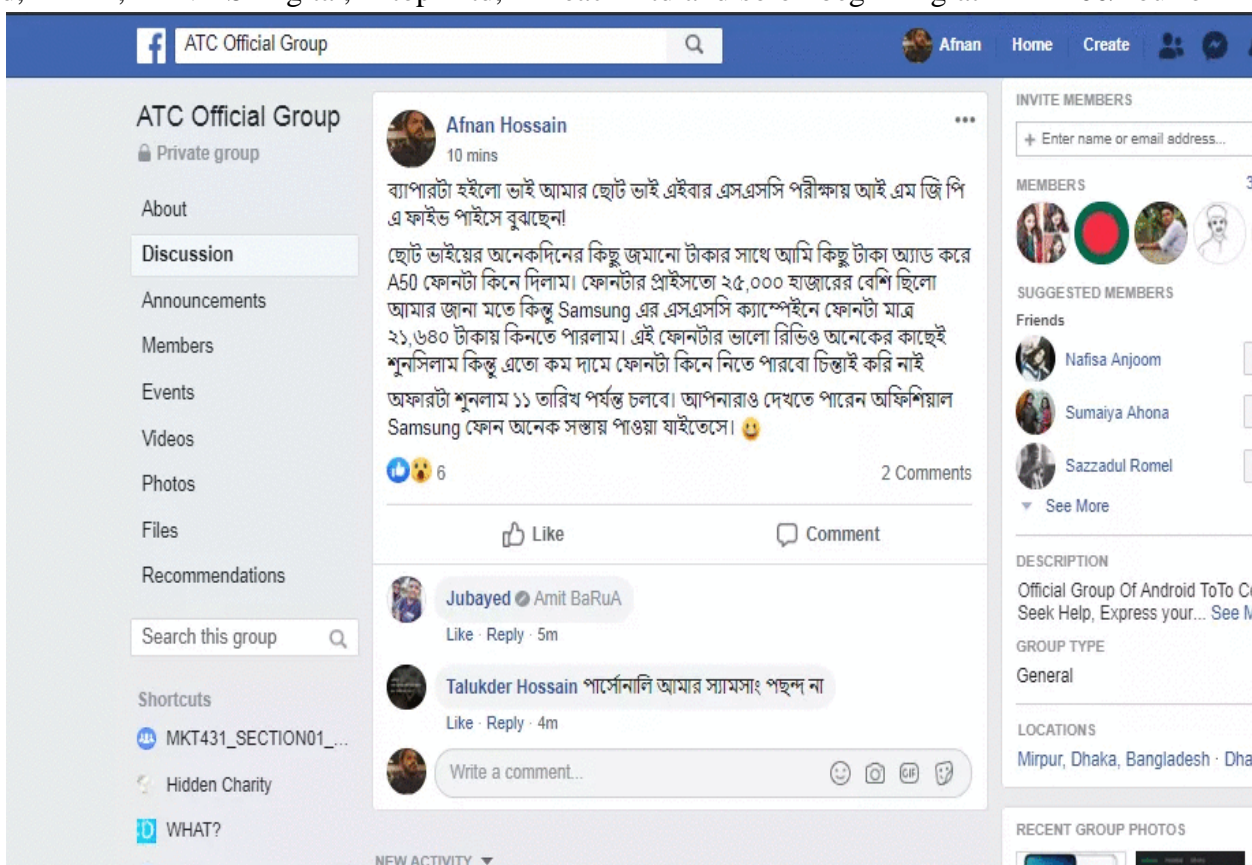 ATC Official Group
Afnan
Home
Create
ATC Official Group
Private group
About
Discussion
Announcements
Members
Events
Videos
Photos
Files
Recommendations
Search this group
Shortcuts
MKT431_SECTION01_...
Hidden Charity
WHAT?
Afnan Hossain
10 mins
ব্যাপারটা হইলো ভাই আমার ছোট ভাই এইবার এসএসসি পরীক্ষায় আই এম জি পি
এ ফাইভ পাইসে বুঝছেন!
ছোট ভাইয়ের অনেকদিনের কিছু জমানো টাকার সাথে আমি কিছু টাকা অ্যাড করে
A50 ফোনটা কিনে দিলাম। ফোনটার প্রাইসতো ২৫,০০০ হাজারের বেশি ছিলো
আমার জানা মতে কিন্তু Samsung এর এসএসসি ক্যাম্পেইনে ফোনটা মাত্র
২১,৬৪০ টাকায় কিনতে পারলাম। এই ফোনটার ভালো রিভিও অনেকের কাছেই
শুনসিলাম কিন্তু এতো কম দামে ফোনটা কিনে নিতে পারবো চিন্তাই করি নাই
অফারটা শুনলাম ১১ তারিখ পর্যন্ত চলবে। আপনারাও দেখতে পারেন অফিশিয়াল
Samsung ফোন অনেক সস্তায় পাওয়া যাইতেসে। 😃
6
2 Comments
Like
Comment
Jubayed Amit BaRuA
Like · Reply · 5m
Talukder Hossain পার্সোনালি আমার স্যামসাং পছন্দ না
Like · Reply · 4m
Write a comment...
GIF
NEW ACTIVITY
INVITE MEMBERS
+ Enter name or email address...
MEMBERS
3
SUGGESTED MEMBERS
Friends
Nafisa Anjoom
Sumaiya Ahona
Sazzadul Romel
See More
DESCRIPTION
Official Group Of Android ToTo
Seek Help, Express your... See
GROUP TYPE
General
LOCATIONS
Mirpur, Dhaka, Bangladesh ·
RECENT GROUP PHOTOS